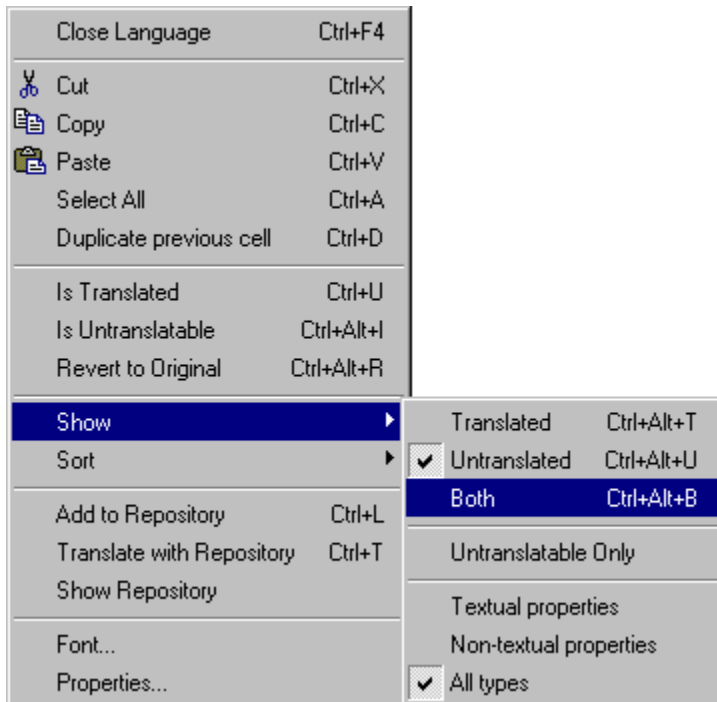 Close Language Ctrl+F4
Cut Ctrl+X
Copy Ctrl+C
Paste Ctrl+V
Select All Ctrl+A
Duplicate previous cell Ctrl+D
Is Translated Ctrl+U
Is Untranslatable Ctrl+Alt+I
Revert to Original Ctrl+Alt+R
Show
Sort
Add to Repository Ctrl+L
Translate with Repository Ctrl+T
Show Repository
Font...
Properties...
Translated Ctrl+Alt+T
Untranslated Ctrl+Alt+U
Both Ctrl+Alt+B
Untranslatable Only
Textual properties
Non-textual properties
All types